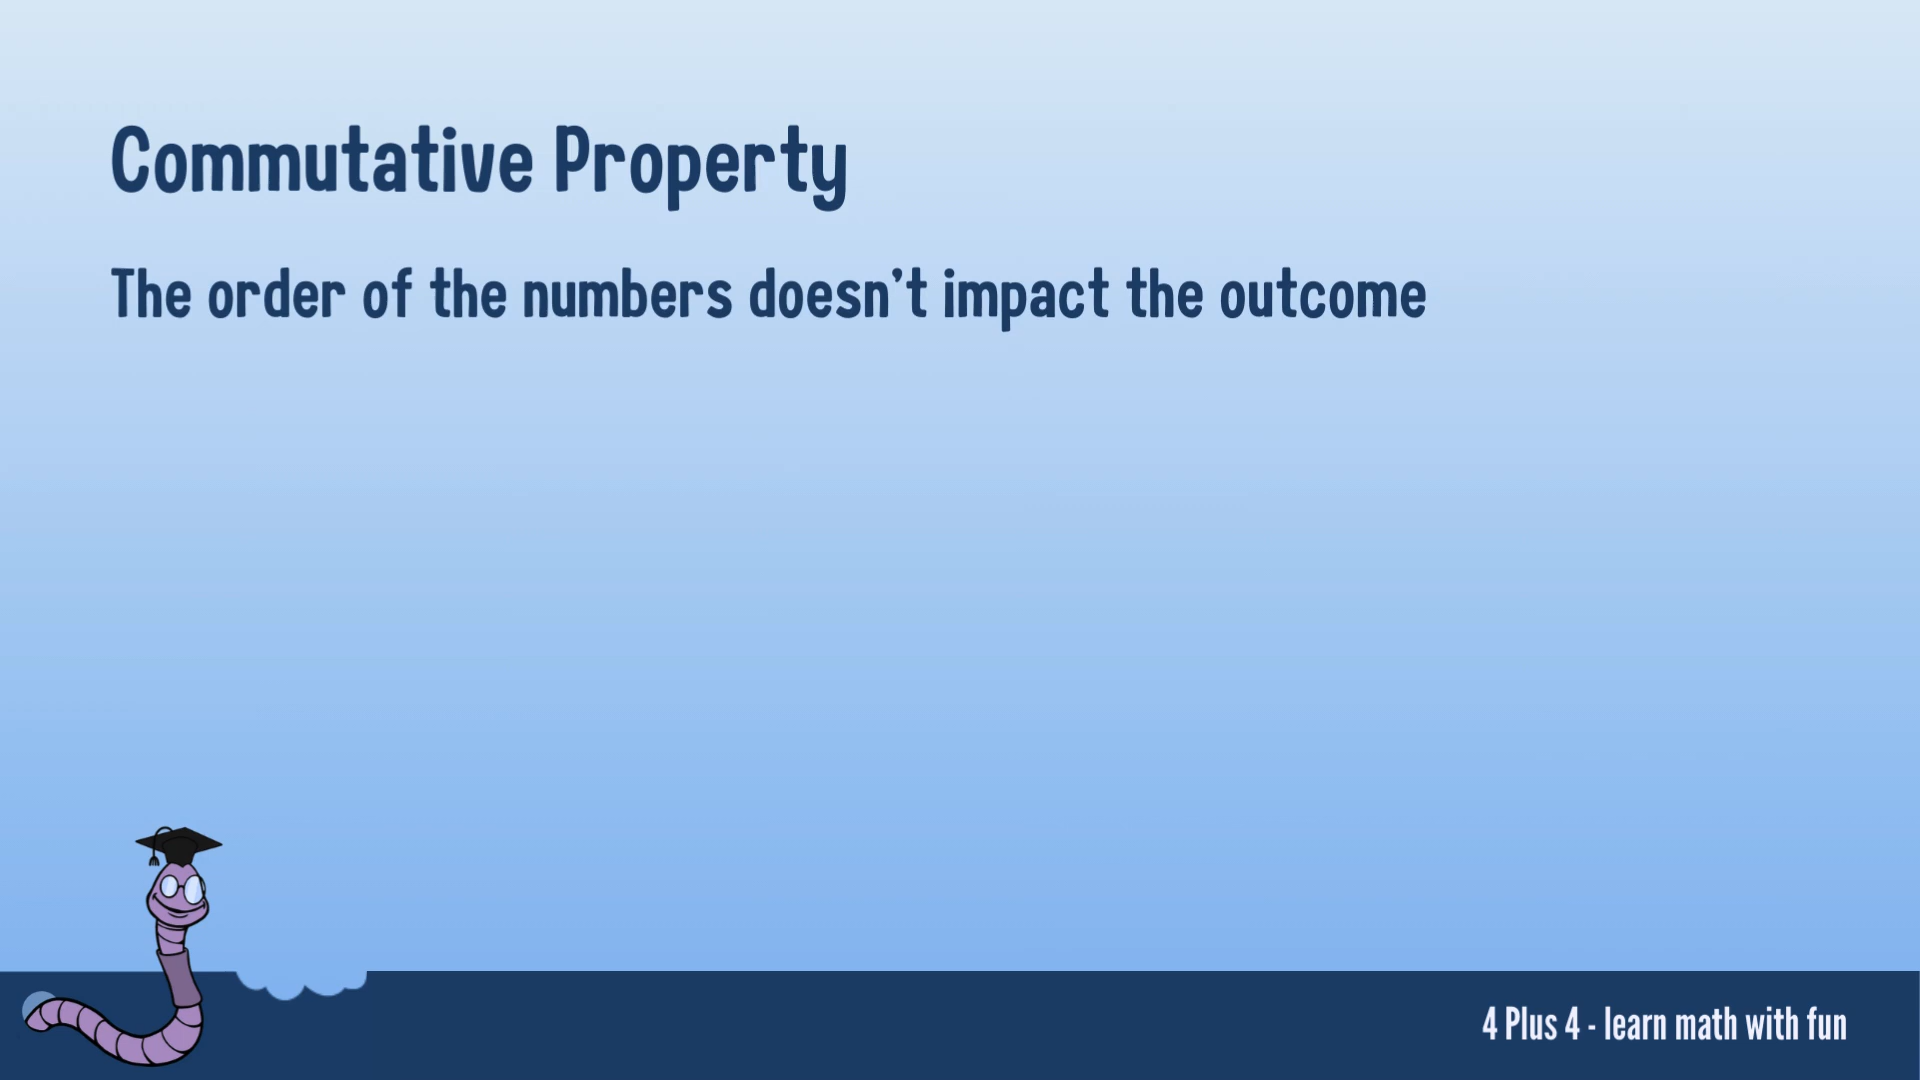 Commutative Property
The order of the numbers doesn't impact the outcome
4 Plus 4 - learn math with fun